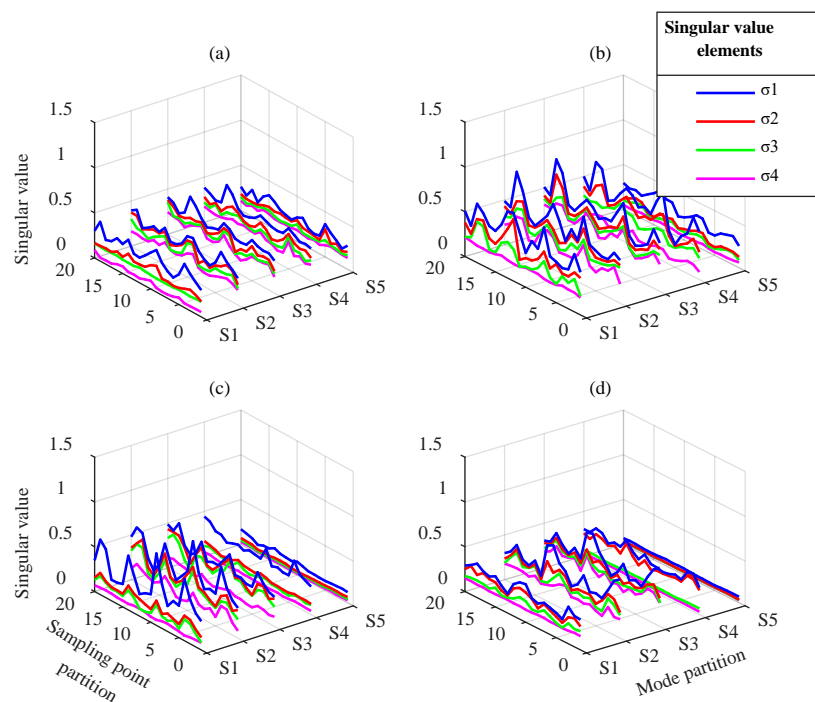 Singular value
elements
σ1
σ2
σ3
σ4
(a)
1.5
1
0.5
0
Singular value
20
15
10
5
0
S1
S2
S3
S4
S5
(b)
1.5
1
0.5
0
20
15
10
5
0
S1
S2
S3
S4
S5
(c)
1.5
1
0.5
0
Singular value
20
15
10
5
0
Sampling point
partition
S1
S2
S3
S4
S5
(d)
1.5
1
0.5
0
20
15
10
5
0
S1
S2
S3
S4
S5
Mode partition